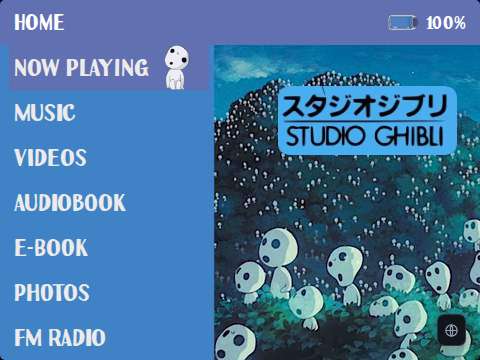 HOME
100%
NOW PLAYING
MUSIC
VIDEOS
AUDIOBOOK
E-BOOK
PHOTOS
FM RADIO
スタジオジブリ
STUDIO GHIBLI